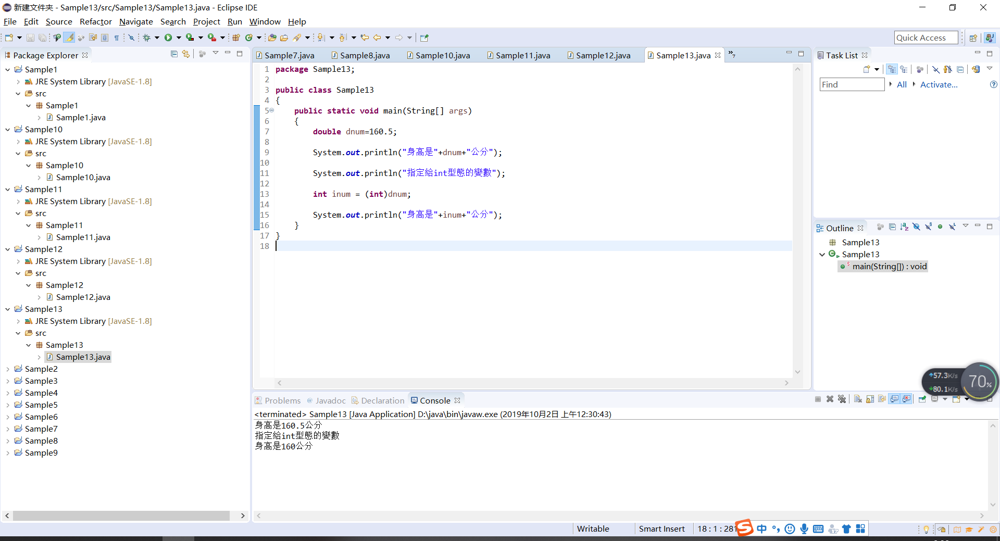 新建文件夹 - Sample13/src/Sample13/Sample13.java - Eclipse IDE
File Edit Source Refactor Navigate Search Project Run Window Help
Quick Access
Package Explorer
Sample1
JRE System Library [JavaSE-1.8]
src
Sample1
Sample1.java
Sample10
JRE System Library [JavaSE-1.8]
src
Sample10
Sample10.java
Sample11
JRE System Library [JavaSE-1.8]
src
Sample11
Sample11.java
Sample12
JRE System Library [JavaSE-1.8]
src
Sample12
Sample12.java
Sample13
JRE System Library [JavaSE-1.8]
src
Sample13
Sample13.java
Sample2
Sample3
Sample4
Sample5
Sample6
Sample7
Sample8
Sample9
Sample7.java Sample8.java Sample10.java Sample11.java Sample12.java Sample13.java »7
1 package Sample13;
2
3 public class Sample13
4 {
5 public static void main(String[] args)
6 {
7 double dnum=160.5;
8
9 System.out.println("身高是"+dnum+"公分");
10
11 System.out.println("指定給int型態的變數");
12
13 int inum = (int)dnum;
14
15 System.out.println("身高是"+inum+"公分");
16 }
17 }
18
Task List
Find All Activate...
Outline
Sample13
Sample13
main(String[]) : void
57.3K/s
80.1K/s
70%
Problems @ Javadoc Declaration Console
<terminated> Sample13 [Java Application] D:\java\bin\javaw.exe (2019年10月2日 上午12:30:43)
身高是160.5公分
指定給int型態的變數
身高是160公分
Writable Smart Insert 18 : 1 : 281
中